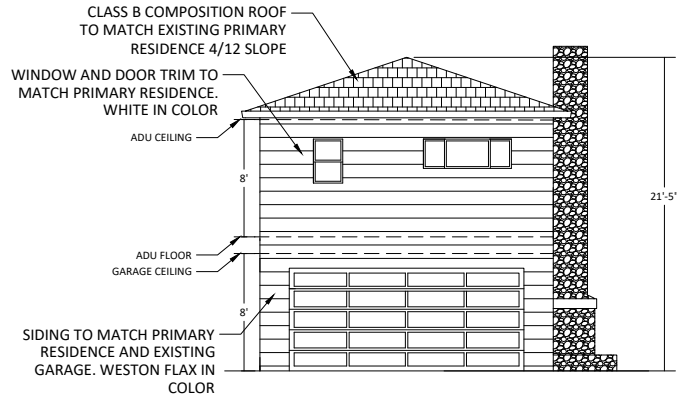 CLASS B COMPOSITION ROOF
TO MATCH EXISTING PRIMARY
RESIDENCE 4/12 SLOPE
WINDOW AND DOOR TRIM TO
MATCH PRIMARY RESIDENCE.
WHITE IN COLOR
ADU CEILING
8'
21'-5"
ADU FLOOR
GARAGE CEILING
8'
SIDING TO MATCH PRIMARY
RESIDENCE AND EXISTING
GARAGE. WESTON FLAX IN
COLOR